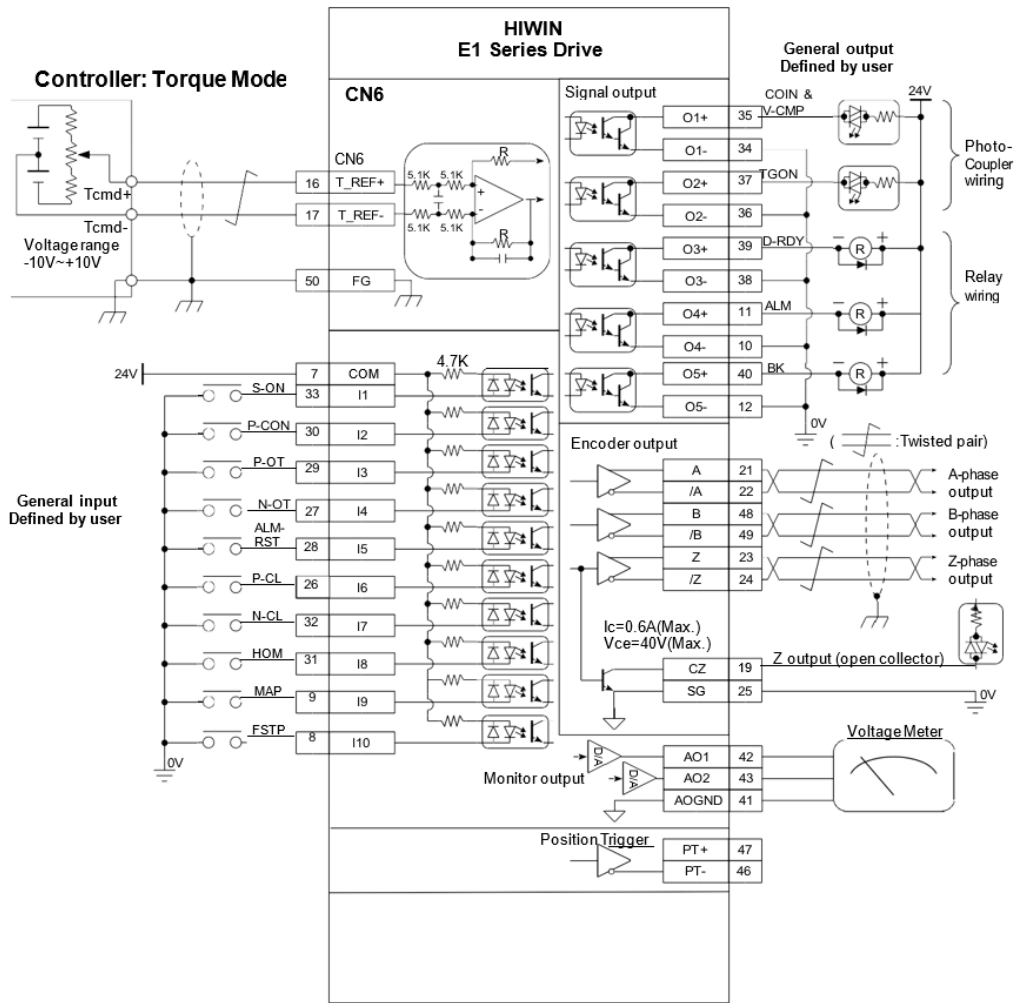 HIWIN
E1 Series Drive
Controller: Torque Mode
CN6
Signal output
General output
Defined by user
Tcmd+
Tcmd-
Voltage range
-10V~+10V
CN6
16 T_REF+
17 T_REF-
50 FG
5.1K 5.1K
5.1K 5.1K
R
+
-
R
O1+ 35 COIN &
V-CMP
O1- 34
O2+ 37 TGON
O2- 36
O3+ 39 D-RDY
O3- 38
O4+ 11 ALM
O4- 10
O5+ 40 BK
O5- 12
24V
Photo-
Coupler
wiring
− R +
− R +
− R +
Relay
wiring
0V
( :Twisted pair)
24V
7 COM
4.7K
S-ON 33 I1
P-CON 30 I2
P-OT 29 I3
N-OT 27 I4
ALM-
RST 28 I5
P-CL 26 I6
N-CL 32 I7
HOM 31 I8
MAP 9 I9
FSTP 8 I10
0V
General input
Defined by user
Encoder output
A 21
/A 22
A-phase
output
B 48
/B 49
B-phase
output
Z 23
/Z 24
Z-phase
output
Ic=0.6A(Max.)
Vce=40V(Max.)
CZ 19 Z output (open collector)
SG 25
0V
Monitor output
D/A
D/A
AO1 42
AO2 43
AOGND 41
Voltage Meter
Position Trigger
PT+ 47
PT- 46